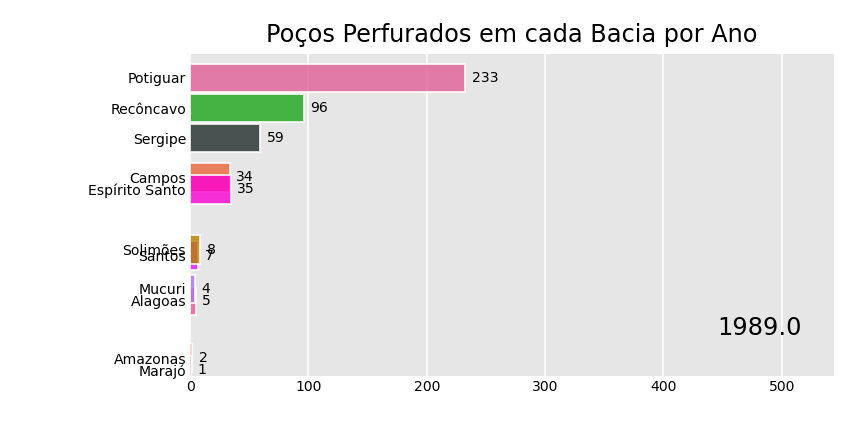 Poços Perfurados em cada Bacia por Ano
Potiguar 233
Recôncavo 96
Sergipe 59
Campos 34
Espírito Santo 35
Solimões 8
Santos 7
Mucuri 4
Alagoas 5
1989.0
Amazonas 2
Marajó 1
0 100 200 300 400 500